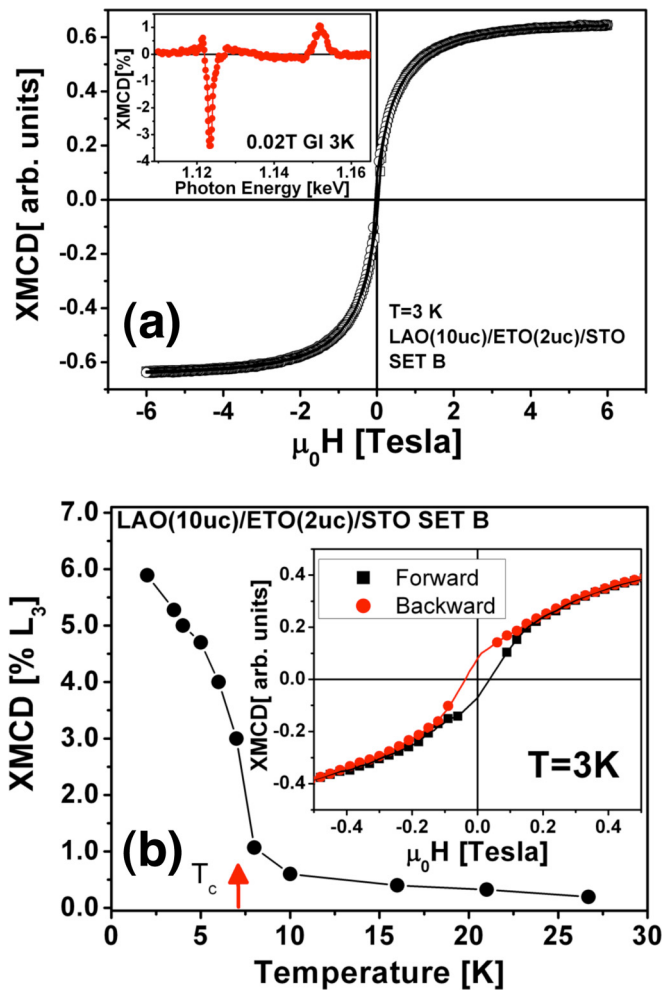 XMCD[ arb. units]
0.6
0.4
0.2
0.0
-0.2
-0.4
-0.6
XMCD[%]
1
0
-1
-2
-3
-4
0.02T GI 3K
1.12
1.14
1.16
Photon Energy [keV]
(a)
T=3 K
LAO(10uc)/ETO(2uc)/STO
SET B
-6
-4
-2
0
2
4
6
μ0H [Tesla]
XMCD [% L3]
7.0
6.0
5.0
4.0
3.0
2.0
1.0
0.0
LAO(10uc)/ETO(2uc)/STO SET B
XMCD[ arb. units]
0.4
0.2
0.0
-0.2
-0.4
Forward
Backward
T=3K
-0.4
-0.2
0.0
0.2
0.4
μ0H [Tesla]
(b)
Tc
0
5
10
15
20
25
30
Temperature [K]